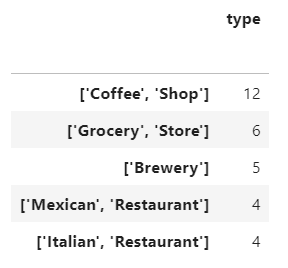 type
['Coffee', 'Shop'] 12
['Grocery', 'Store'] 6
['Brewery'] 5
['Mexican', 'Restaurant'] 4
['Italian', 'Restaurant'] 4